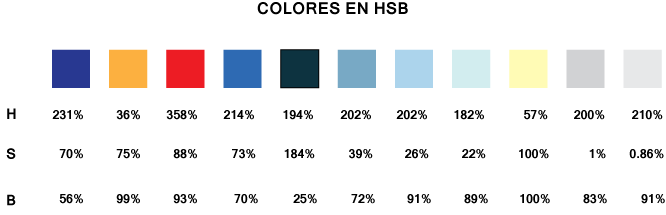 COLORES EN HSB
H 231% 36% 358% 214% 194% 202% 202% 182% 57% 200% 210%
S 70% 75% 88% 73% 184% 39% 26% 22% 100% 1% 0.86%
B 56% 99% 93% 70% 25% 72% 91% 89% 100% 83% 91%